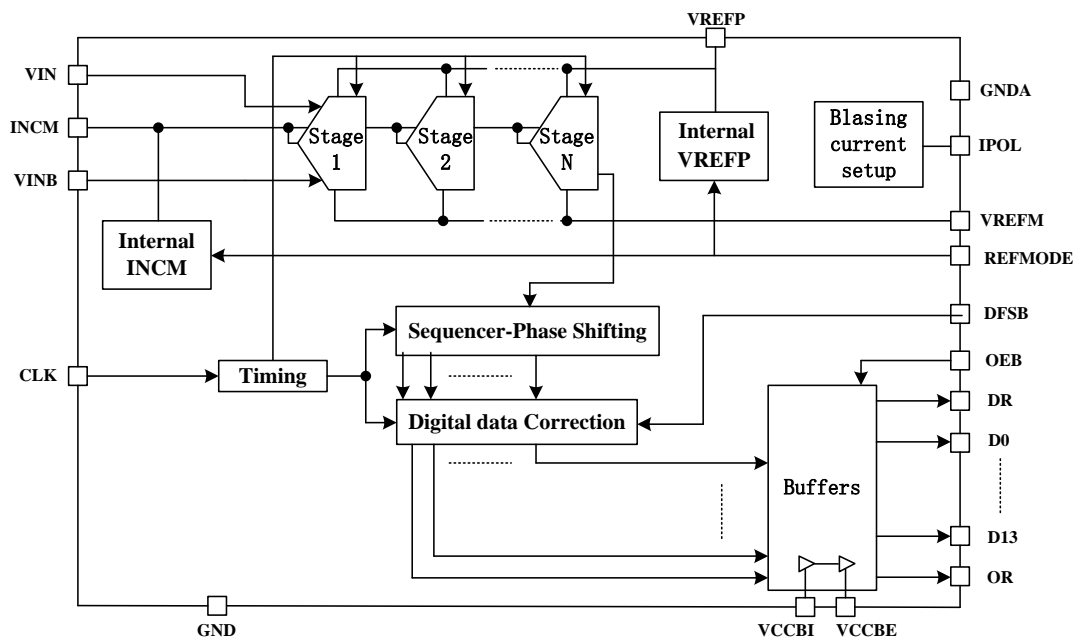 VREFP
VIN
INCM
VINB
Stage
1
Stage
2
Stage
N
Internal
VREFP
Blasing
current
setup
GNDA
IPOL
VREFM
REFMODE
Internal
INCM
DFSB
Sequencer-Phase Shifting
CLK
Timing
Digital data Correction
OEB
DR
D0
Buffers
D13
OR
GND
VCCBI
VCCBE